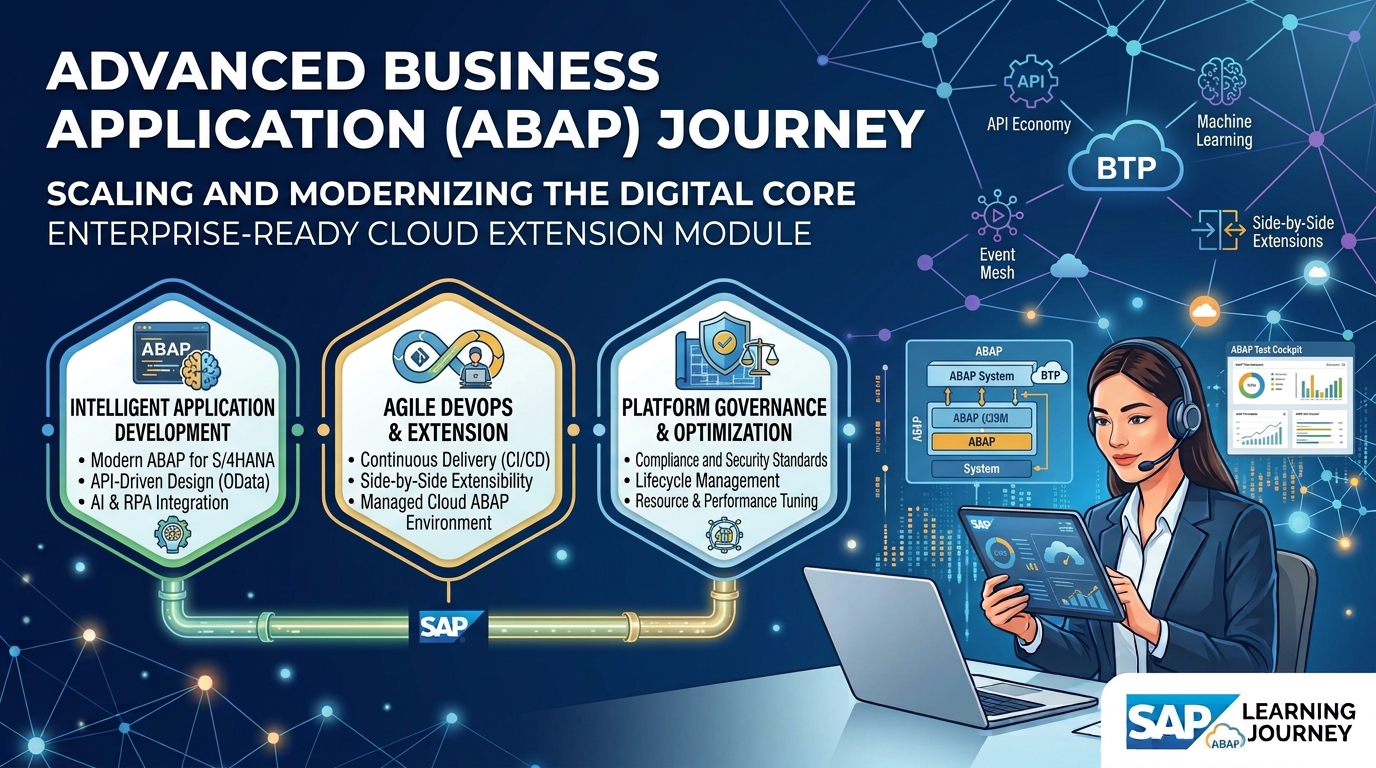 ADVANCED BUSINESS
APPLICATION (ABAP) JOURNEY
SCALING AND MODERNIZING THE DIGITAL CORE
ENTERPRISE-READY CLOUD EXTENSION MODULE
API
API Economy
Machine
Learning
BTP
Event
Mesh
Side-by-Side
Extensions
ABAP
INTELLIGENT APPLICATION
DEVELOPMENT
• Modern ABAP for S/4HANA
• API-Driven Design (OData)
• AI & RPA Integration
AGILE DEVOPS
& EXTENSION
• Continuous Delivery (CI/CD)
• Side-by-Side Extensibility
• Managed Cloud ABAP
Environment
PLATFORM GOVERNANCE
& OPTIMIZATION
• Compliance and Security Standards
• Lifecycle Management
• Resource & Performance Tuning
SAP
ABAP
ABAP System
BTP
ABAP
ABAP
System
ABAP Test Cockpit
SAP
SAP
ABAP
LEARNING
JOURNEY